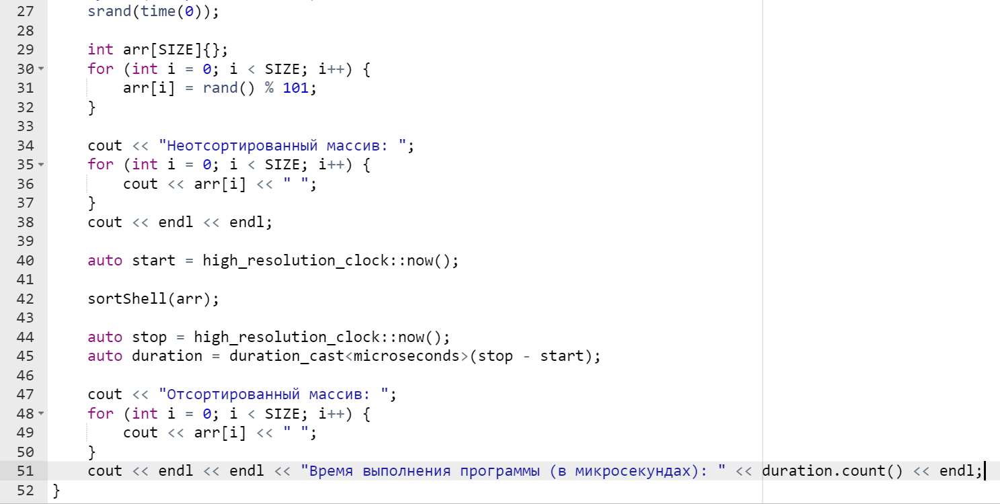 27 srand(time(0));
28
29 int arr[SIZE]{};
30 for (int i = 0; i < SIZE; i++) {
31 arr[i] = rand() % 101;
32 }
33
34 cout << "Неотсортированный массив: ";
35 for (int i = 0; i < SIZE; i++) {
36 cout << arr[i] << " ";
37 }
38 cout << endl << endl;
39
40 auto start = high_resolution_clock::now();
41
42 sortShell(arr);
43
44 auto stop = high_resolution_clock::now();
45 auto duration = duration_cast<microseconds>(stop - start);
46
47 cout << "Отсортированный массив: ";
48 for (int i = 0; i < SIZE; i++) {
49 cout << arr[i] << " ";
50 }
51 cout << endl << endl << "Время выполнения программы (в микросекундах): " << duration.count() << endl;
52 }